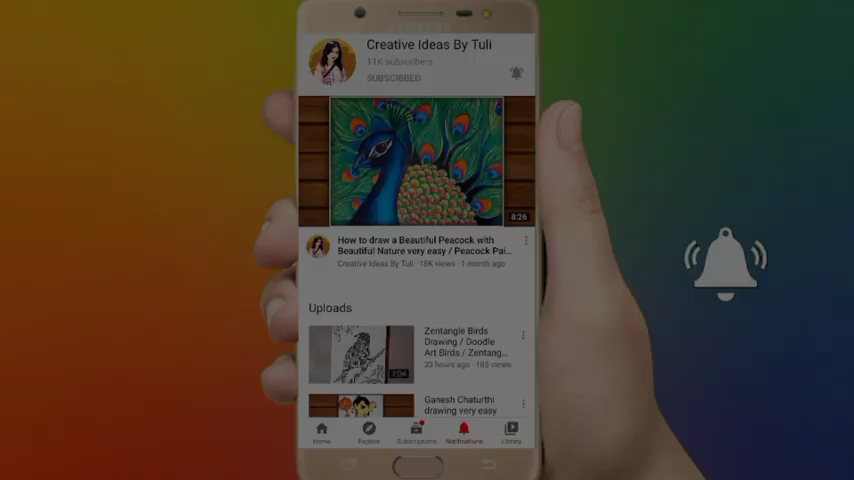 SAMSUNG
Creative Ideas By Tuli
11K subscribers
SUBSCRIBED
8:26
How to draw a Beautiful Peacock with
Beautiful Nature very easy / Peacock Pai...
Creative Ideas By Tuli · 18K views · 1 month ago
Uploads
Zentangle Birds
Drawing / Doodle
Art Birds / Zentang...
23 hours ago · 185 views
7:04
Ganesh Chaturthi
drawing very easy
Home
Explore
Subscriptions
Notifications
Library